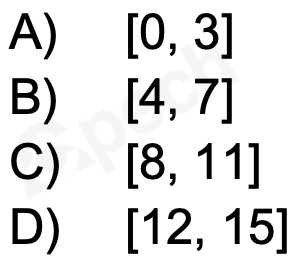 A) [0, 3]
B) [4, 7]
C) [8, 11]
D) [12, 15]